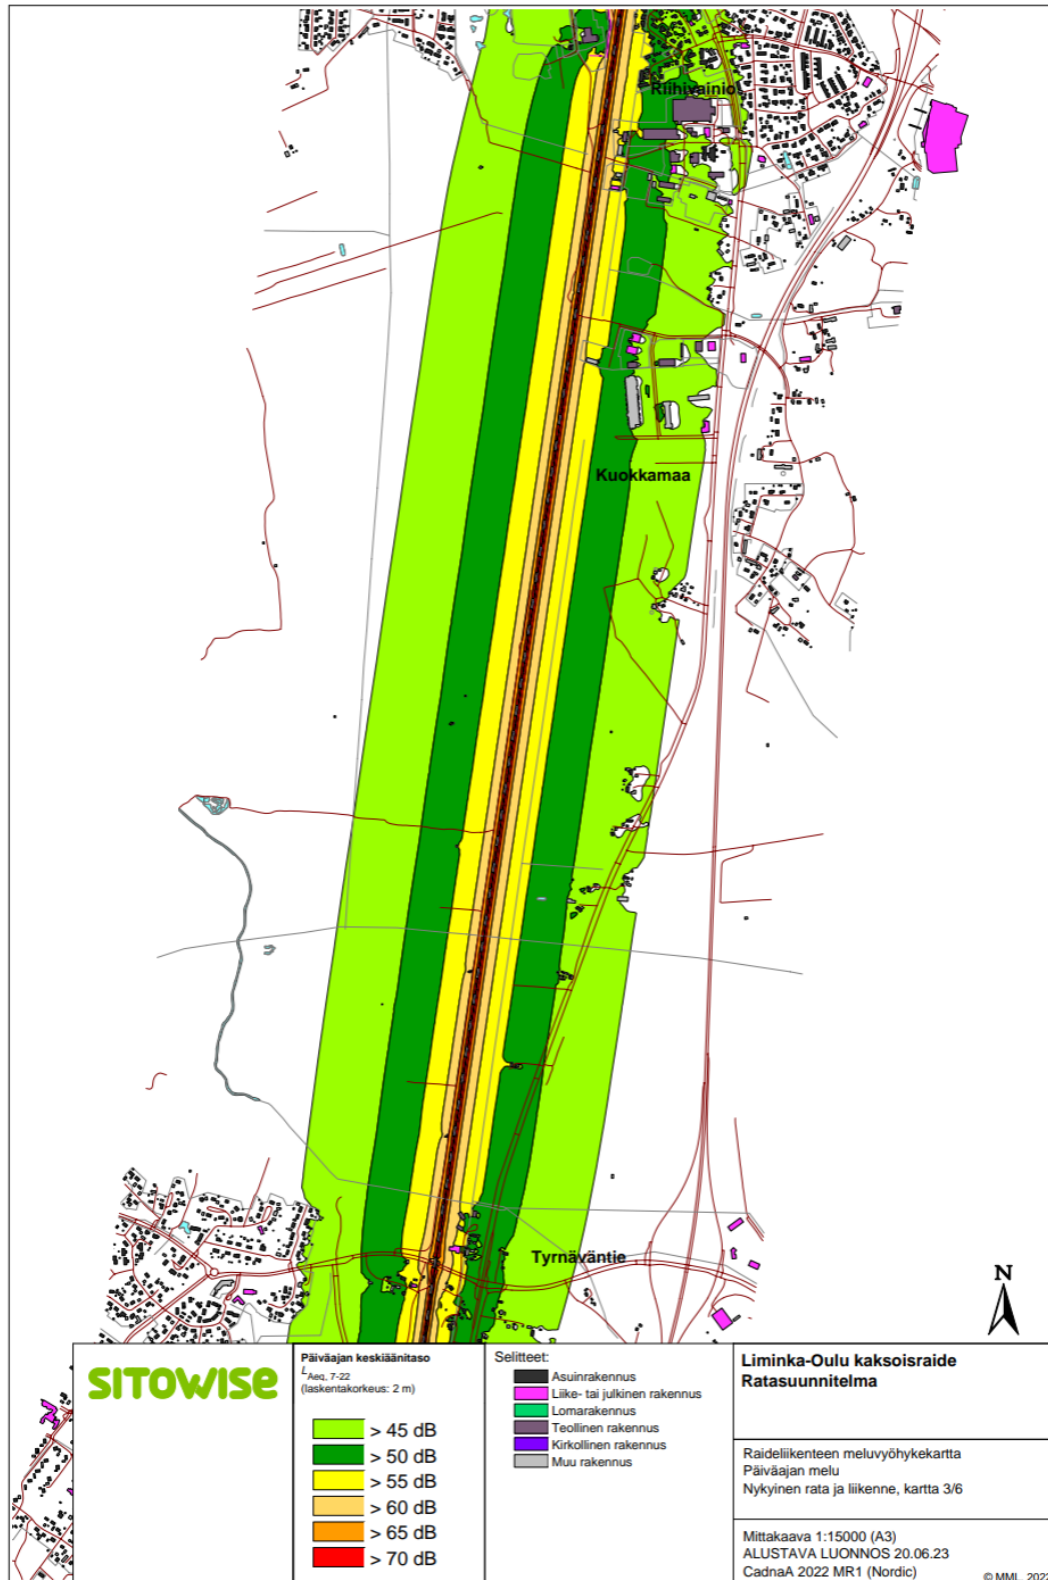 Riihivainio
Kuokkamaa
Tyrnäväntie
N
SITOWISE
Päiväajan keskiäänitaso
LAeq, 7-22
(laskentakorkeus: 2 m)
> 45 dB
> 50 dB
> 55 dB
> 60 dB
> 65 dB
> 70 dB
Selitteet:
Asuinrakennus
Liike- tai julkinen rakennus
Lomarakennus
Teollinen rakennus
Kirkollinen rakennus
Muu rakennus
Liminka-Oulu kaksoisraide
Ratasuunnitelma
Raideliikenteen meluvyöhykekartta
Päiväajan melu
Nykyinen rata ja liikenne, kartta 3/6
Mittakaava 1:15000 (A3)
ALUSTAVA LUONNOS 20.06.23
CadnaA 2022 MR1 (Nordic)
© MML, 2022